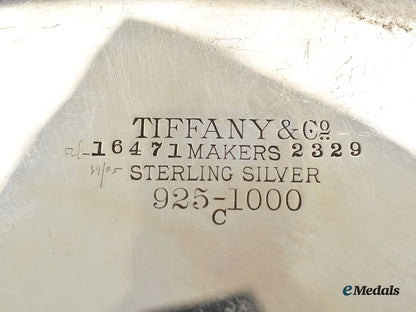 TIFFANY & Co.
16471 MAKERS 2329
STERLING SILVER
925-1000
C
eMedals